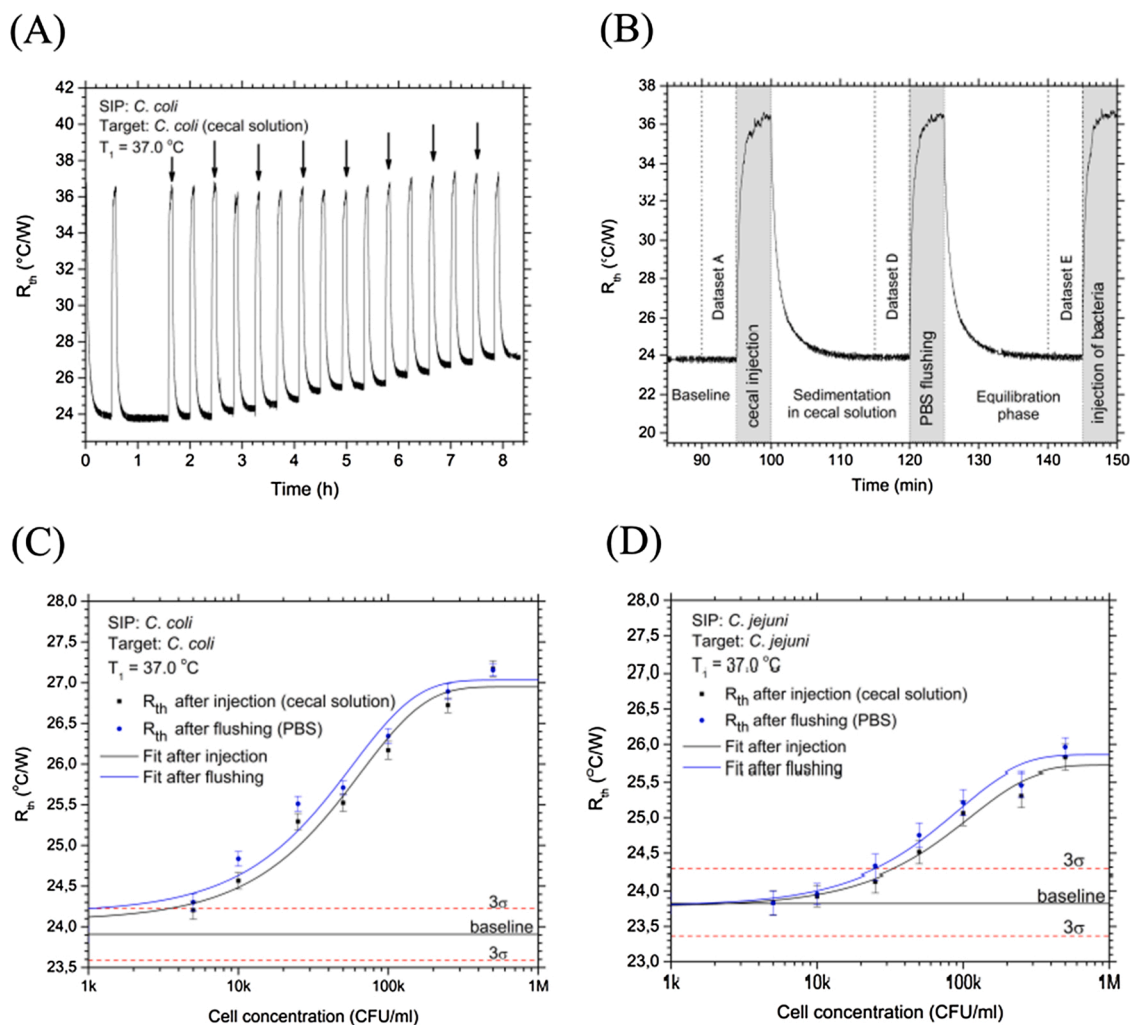 (A)
42
40
38
36
34
32
30
28
26
24
R_th (°C/W)
SIP: C. coli
Target: C. coli (cecal solution)
T_1 = 37.0 °C
0 1 2 3 4 5 6 7 8
Time (h)
(B)
38
36
34
32
30
28
26
24
22
20
R_th (°C/W)
Dataset A
cecal injection
Dataset D
PBS flushing
Dataset E
injection of bacteria
Baseline
Sedimentation
in cecal solution
Equilibration
phase
90 100 110 120 130 140 150
Time (min)
(C)
28.0
27.5
27.0
26.5
26.0
25.5
25.0
24.5
24.0
23,5
R_th (°C/W)
SIP: C. coli
Target: C. coli
T_1 = 37.0 °C
R_th after injection (cecal solution)
R_th after flushing (PBS)
Fit after injection
Fit after flushing
3σ
baseline
3σ
1k 10k 100k 1M
Cell concentration (CFU/ml)
(D)
28,0
27,5
27,0
26,5
26,0
25,5
25,0
24,5
24,0
23,5
23,0
R_th (°C/W)
SIP: C. jejuni
Target: C. jejuni
T_1 = 37.0 °C
R_th after injection (cecal solution)
R_th after flushing (PBS)
Fit after injection
Fit after flushing
3σ
baseline
3σ
1k 10k 100k 1M
Cell concentration (CFU/ml)